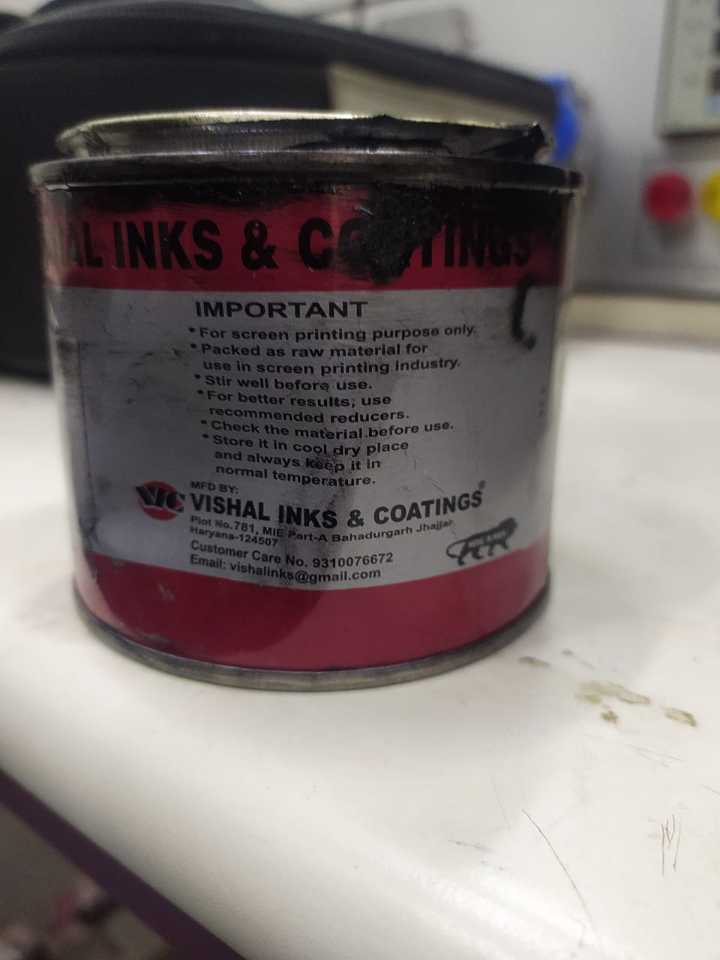 INKS & COATINGS
IMPORTANT
* For screen printing purpose only.
* Packed as raw material for
use in screen printing industry.
* Stir well before use.
* For better results, use
recommended reducers.
* Check the material before use.
* Store it in cool dry place
and always keep it in
normal temperature.
MFD BY:
VC VISHAL INKS & COATINGS®
Plot No.781, MIE Part-A Bahadurgarh Jhajjar
Haryana-124507
Customer Care No. 9310076672
Email: vishalinks@gmail.com